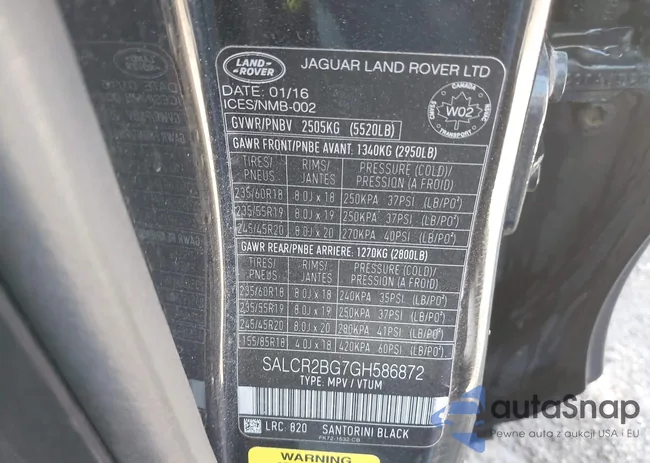 LAND-
ROVER
JAGUAR LAND ROVER LTD
DATE: 01/16
ICES/NMB-002
CANADA
W02
TRANSPORT
GVWR/PNBV 2505KG (5520LB)
GAWR FRONT/PNBE AVANT: 1340KG (2950LB)
TIRES/ PNEUS RIMS/ JANTES PRESSURE (COLD)/ PRESSION (A FROID)
235/60R18 8.0J x 18 250KPA 37PSI (LB/PO²)
235/55R19 8.0J x 19 250KPA 37PSI (LB/PO²)
245/45R20 8.0J x 20 270KPA 40PSI (LB/PO²)
GAWR REAR/PNBE ARRIERE: 1270KG (2800LB)
TIRES/ PNEUS RIMS/ JANTES PRESSURE (COLD)/ PRESSION (A FROID)
235/60R18 8.0J x 18 240KPA 35PSI (LB/PO²)
235/55R19 8.0J x 19 250KPA 37PSI (LB/PO²)
245/45R20 8.0J x 20 280KPA 41PSI (LB/PO²)
155/85R18 4.0J x 18 420KPA 60PSI (LB/PO²)
SALCR2BG7GH586872
TYPE: MPV / VTUM
LRC. 820 SANTORINI BLACK
FK72-1532-CB
WARNING
autoSnap
Pewne auta z aukcji USA i EU